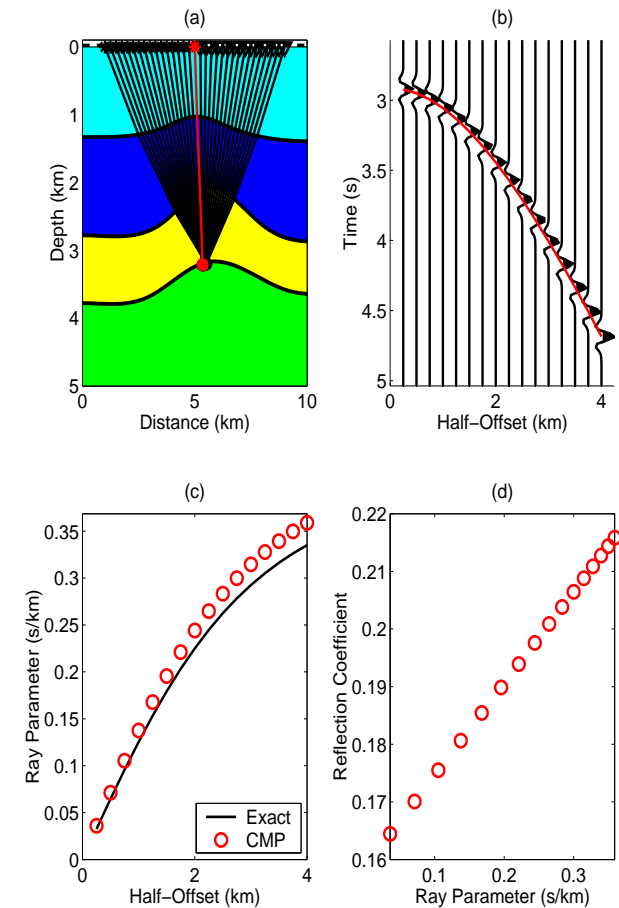 (a)
0
1
2
3
4
5
Depth (km)
0
5
10
Distance (km)
(b)
3
3.5
4
4.5
5
Time (s)
0
2
4
Half−Offset (km)
(c)
0.35
0.3
0.25
0.2
0.15
0.1
0.05
0
Ray Parameter (s/km)
Exact
CMP
0
2
4
Half−Offset (km)
(d)
0.22
0.21
0.2
0.19
0.18
0.17
0.16
Reflection Coefficient
0.1
0.2
0.3
Ray Parameter (s/km)